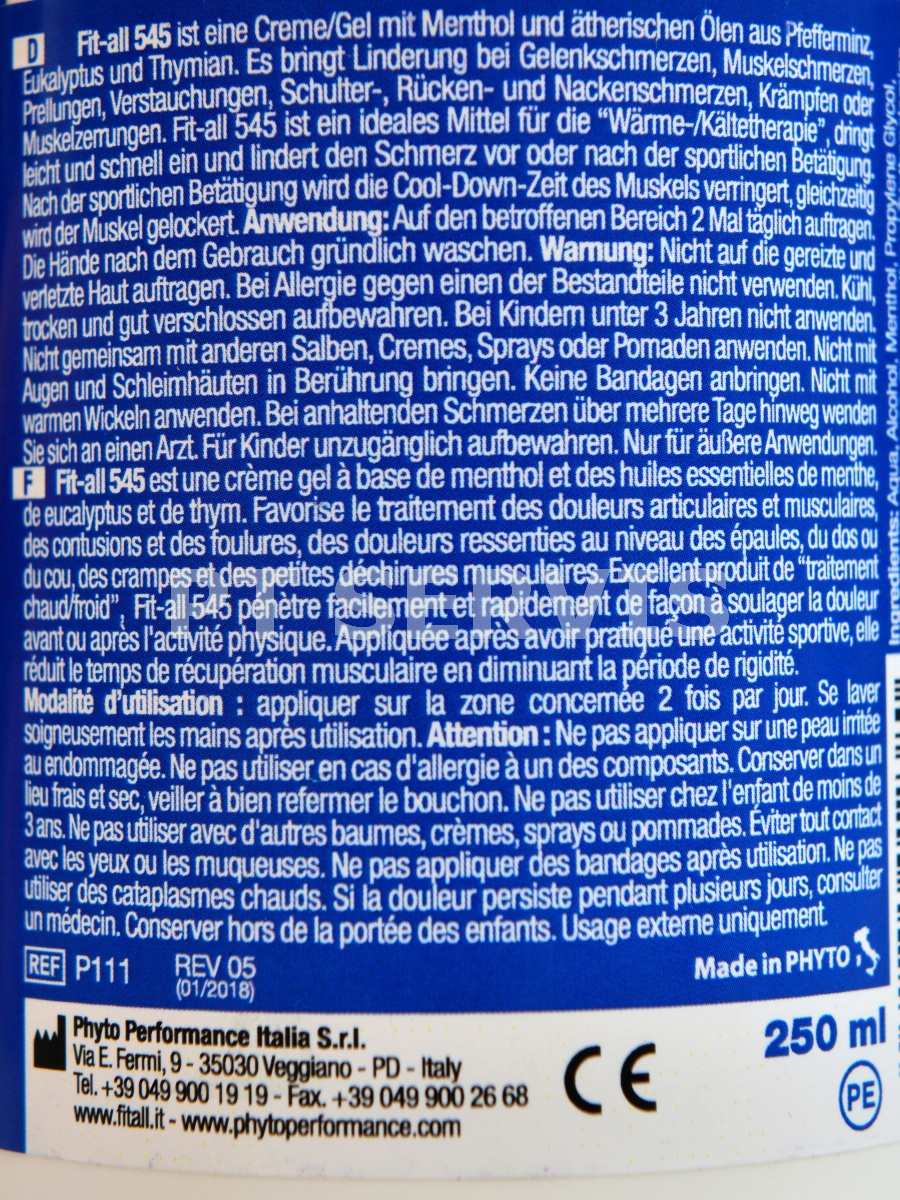 D Fit-all 545 ist eine Creme/Gel mit Menthol und ätherischen Ölen aus Pfefferminz,
Eukalyptus und Thymian. Es bringt Linderung bei Gelenkschmerzen, Muskelschmerzen,
Prellungen, Verstauchungen, Schulter-, Rücken- und Nackenschmerzen, Krämpfen oder
Muskelzerrungen. Fit-all 545 ist ein ideales Mittel für die “Wärme-/Kältetherapie”, dringt
leicht und schnell ein und lindert den Schmerz vor oder nach der sportlichen Betätigung.
Nach der sportlichen Betätigung wird die Cool-Down-Zeit des Muskels verringert, gleichzeitig
wird der Muskel gelockert. Anwendung: Auf den betroffenen Bereich 2 Mal täglich auftragen.
Die Hände nach dem Gebrauch gründlich waschen. Warnung: Nicht auf die gereizte und
verletzte Haut auftragen. Bei Allergie gegen einen der Bestandteile nicht verwenden. Kühl,
trocken und gut verschlossen aufbewahren. Bei Kindern unter 3 Jahren nicht anwenden.
Nicht gemeinsam mit anderen Salben, Cremes, Sprays oder Pomaden anwenden. Nicht mit
Augen und Schleimhäuten in Berührung bringen. Keine Bandagen anbringen. Nicht mit
warmen Wickeln anwenden. Bei anhaltenden Schmerzen über mehrere Tage hinweg wenden
Sie sich an einen Arzt. Für Kinder unzugänglich aufbewahren. Nur für äußere Anwendungen.
F Fit-all 545 est une crème gel à base de menthol et des huiles essentielles de menthe,
de eucalyptus et de thym. Favorise le traitement des douleurs articulaires et musculaires,
des contusions et des foulures, des douleurs ressenties au niveau des épaules, du dos ou
du cou, des crampes et des petites déchirures musculaires. Excellent produit de “traitement
chaud/froid”, Fit-all 545 pénètre facilement et rapidement de façon à soulager la douleur
avant ou après l'activité physique. Appliquée après avoir pratiqué une activité sportive, elle
réduit le temps de récupération musculaire en diminuant la période de rigidité.
Modalité d’utilisation : appliquer sur la zone concernée 2 fois par jour. Se laver
soigneusement les mains après utilisation. Attention : Ne pas appliquer sur une peau irritée
au endommagée. Ne pas utiliser en cas d'allergie à un des composants. Conserver dans un
lieu frais et sec, veiller à bien refermer le bouchon. Ne pas utiliser chez l'enfant de moins de
3 ans. Ne pas utiliser avec d'autres baumes, crèmes, sprays ou pommades. Éviter tout contact
avec les yeux ou les muqueuses. Ne pas appliquer des bandages après utilisation. Ne pas
utiliser des cataplasmes chauds. Si la douleur persiste pendant plusieurs jours, consulter
un médecin. Conserver hors de la portée des enfants. Usage externe uniquement.
REF P111 REV 05
(01/2018)
Made in PHYTO
Phyto Performance Italia S.r.l.
Via E. Fermi, 9 - 35030 Veggiano - PD - Italy
Tel. +39 049 900 19 19 - Fax. +39 049 900 26 68
www.fitall.it - www.phytoperformance.com
CE
250 ml
PE
Ingredients: Aqua, Alcohol, Menthol, Propylene Glycol,
IT SERVIS